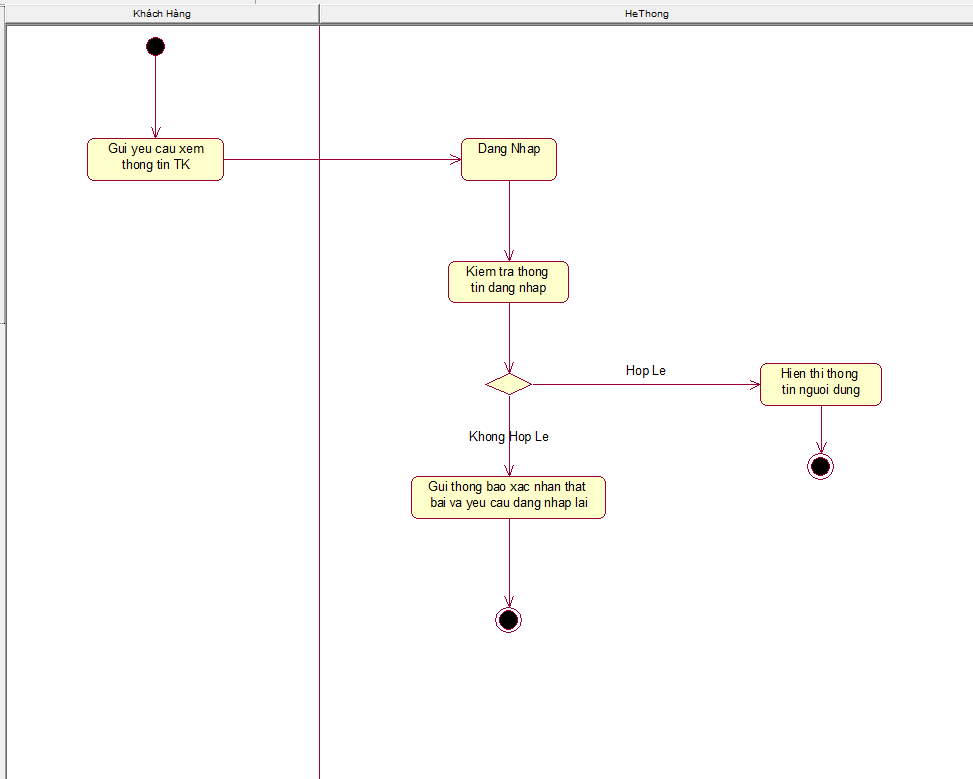 Khách Hàng
HeThong
Gui yeu cau xem
thong tin TK
Dang Nhap
Kiem tra thong
tin dang nhap
Hop Le
Hien thi thong
tin nguoi dung
Khong Hop Le
Gui thong bao xac nhan that
bai va yeu cau dang nhap lai